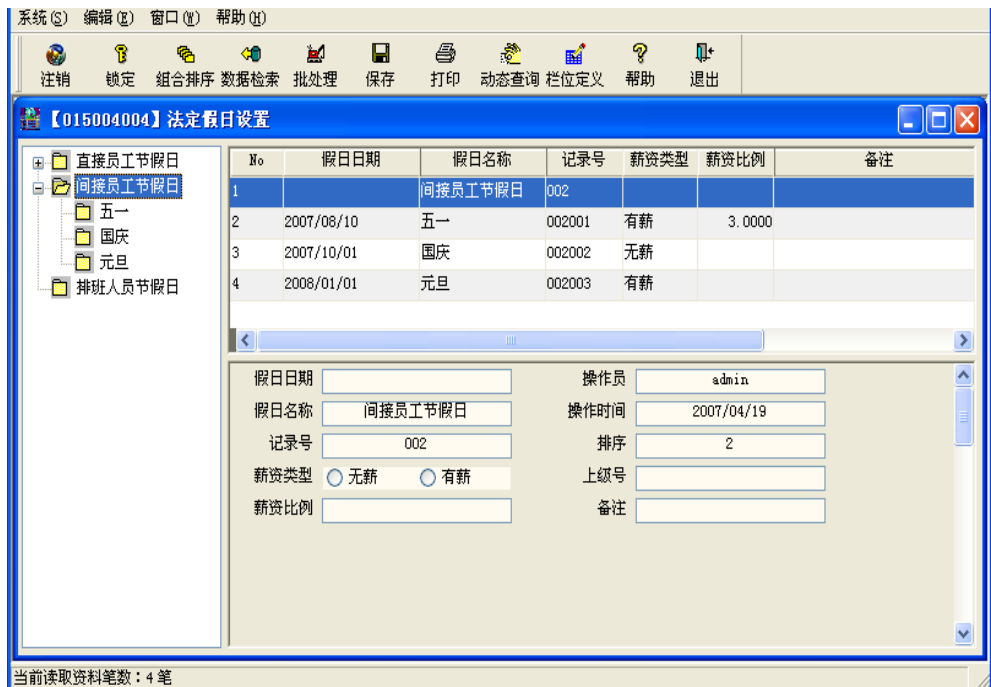 系统(S) 编辑(E) 窗口(W) 帮助(H)
注销 锁定 组合排序 数据检索 批处理 保存 打印 动态查询 栏位定义 帮助 退出
【015004004】法定假日设置
直接员工节假日
间接员工节假日
五一
国庆
元旦
排班人员节假日
No 假日日期 假日名称 记录号 薪资类型 薪资比例 备注
1 间接员工节假日 002
2 2007/08/10 五一 002001 有薪 3.0000
3 2007/10/01 国庆 002002 无薪
4 2008/01/01 元旦 002003 有薪
假日日期 操作员 admin
假日名称 间接员工节假日 操作时间 2007/04/19
记录号 002 排序 2
薪资类型 无薪 有薪 上级号
薪资比例 备注
当前读取资料笔数：4 笔